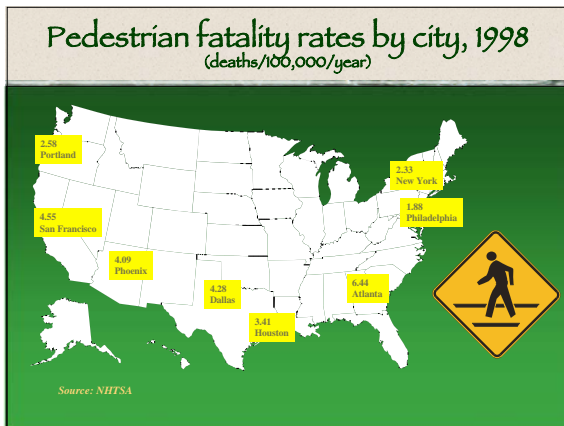 Pedestrian fatality rates by city, 1998
(deaths/100,000/year)
2.58
Portland
2.33
New York
1.88
Philadelphia
4.55
San Francisco
4.09
Phoenix
4.28
Dallas
6.44
Atlanta
3.41
Houston
Source: NHTSA